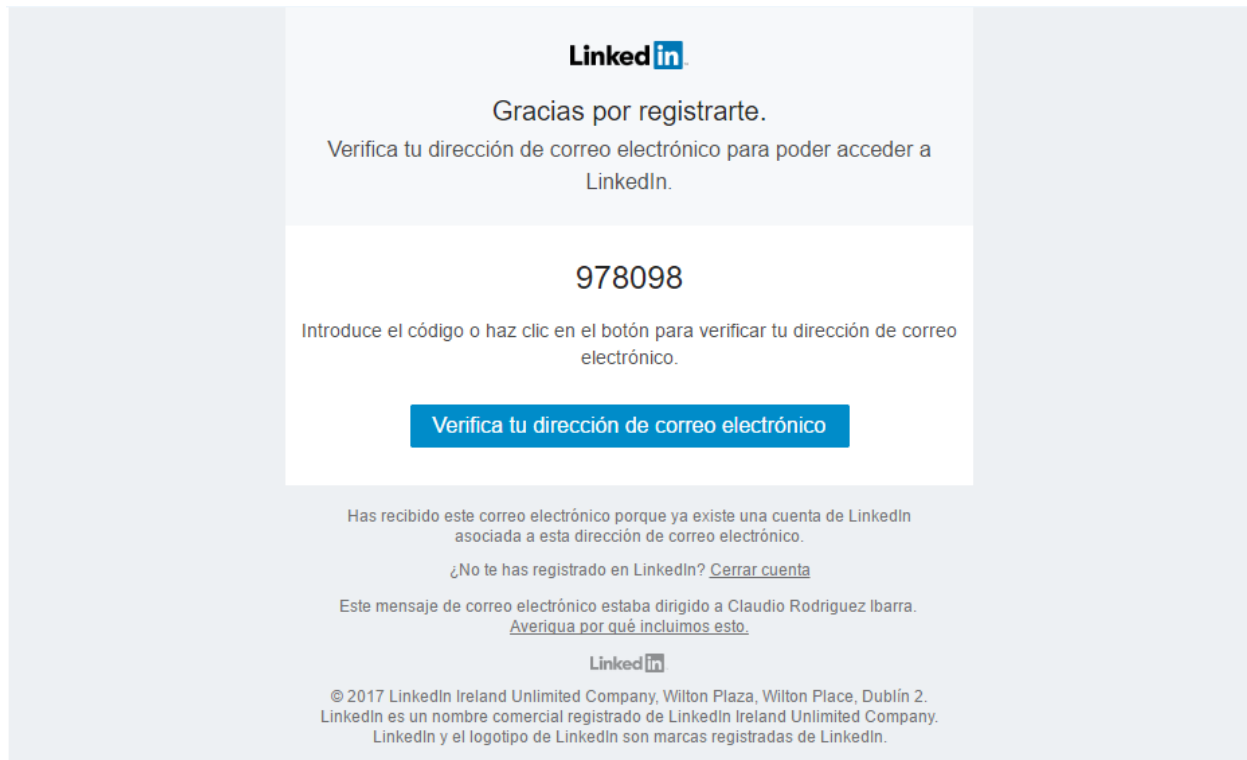 Linked in
Gracias por registrarte.
Verifica tu dirección de correo electrónico para poder acceder a
LinkedIn.
978098
Introduce el código o haz clic en el botón para verificar tu dirección de correo
electrónico.
Verifica tu dirección de correo electrónico
Has recibido este correo electrónico porque ya existe una cuenta de LinkedIn
asociada a esta dirección de correo electrónico.
¿No te has registrado en LinkedIn? Cerrar cuenta
Este mensaje de correo electrónico estaba dirigido a Claudio Rodriguez Ibarra.
Averigua por qué incluimos esto.
Linked in
© 2017 LinkedIn Ireland Unlimited Company, Wilton Plaza, Wilton Place, Dublín 2.
LinkedIn es un nombre comercial registrado de LinkedIn Ireland Unlimited Company.
LinkedIn y el logotipo de LinkedIn son marcas registradas de LinkedIn.